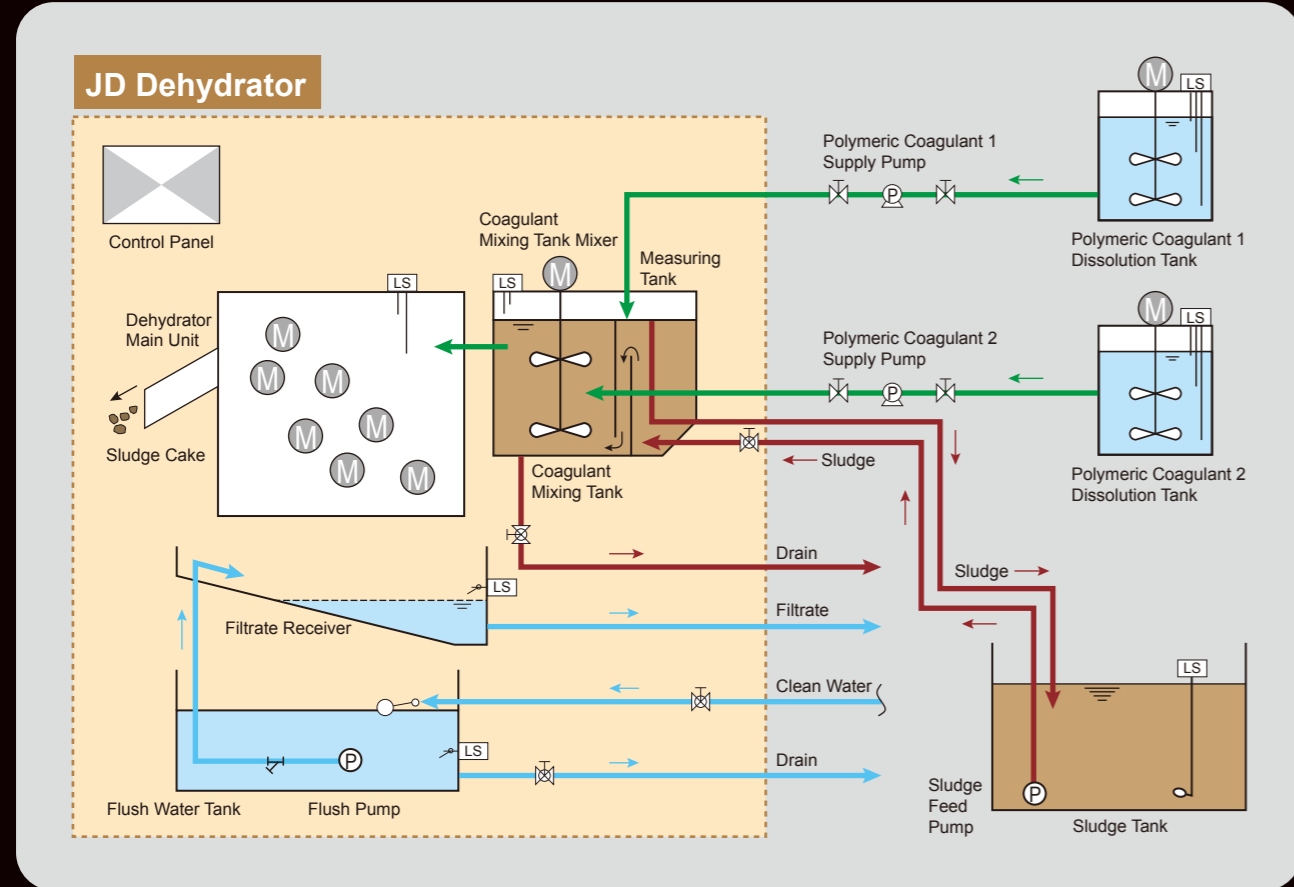 JD Dehydrator
Control Panel
Coagulant
Mixing Tank Mixer
Measuring
Tank
Polymeric Coagulant 1
Supply Pump
M
LS
P
Polymeric Coagulant 1
Dissolution Tank
LS
LS
M
Dehydrator
Main Unit
M
M
M
M
M
M
M
Sludge Cake
Coagulant
Mixing Tank
Polymeric Coagulant 2
Supply Pump
M
LS
P
Polymeric Coagulant 2
Dissolution Tank
Sludge
Drain
Sludge
LS
Filtrate Receiver
Filtrate
Clean Water
LS
P
LS
Drain
Flush Water Tank
Flush Pump
Sludge
Feed
Pump
P
Sludge Tank